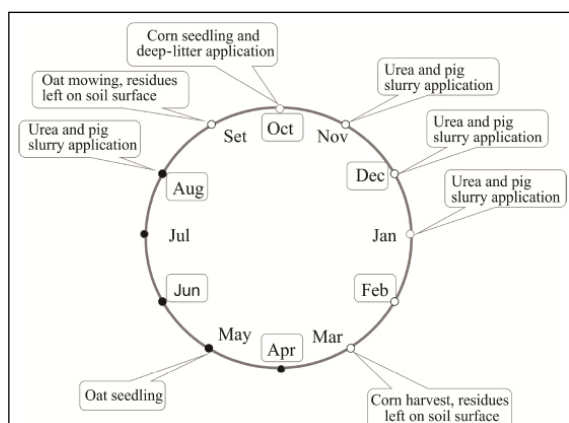 Corn seedling and
deep-litter application
Oat mowing, residues
left on soil surface
Urea and pig
slurry application
Urea and pig
slurry application
Urea and pig
slurry application
Urea and pig
slurry application
Oct
Nov
Dec
Jan
Feb
Mar
Apr
May
Jun
Jul
Aug
Set
Oat seedling
Corn harvest, residues
left on soil surface